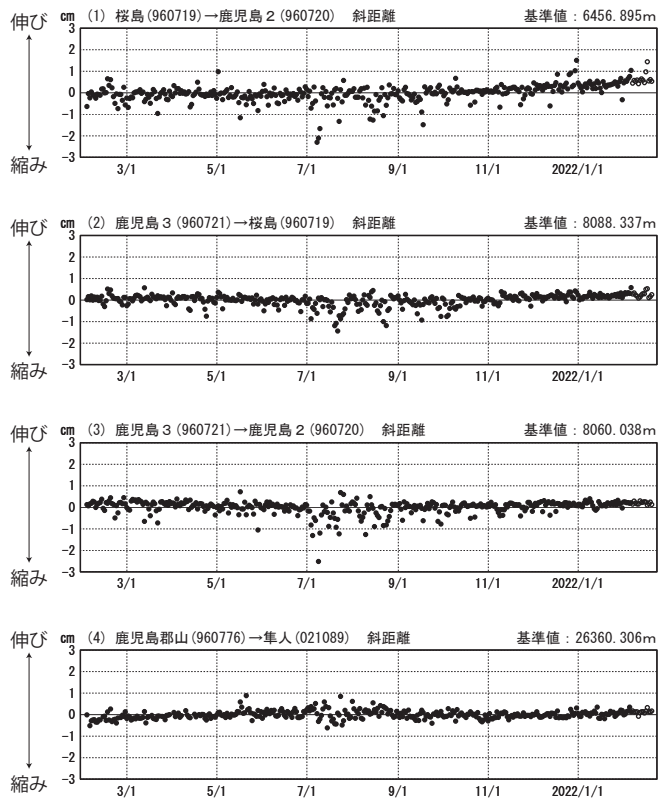 伸び cm (1) 桜島(960719)→鹿児島2(960720) 斜距離 基準値：6456.895m
3
2
1
0
-1
-2
縮み -3
3/1 5/1 7/1 9/1 11/1 2022/1/1
伸び cm (2) 鹿児島3(960721)→桜島(960719) 斜距離 基準値：8088.337m
3
2
1
0
-1
-2
縮み -3
3/1 5/1 7/1 9/1 11/1 2022/1/1
伸び cm (3) 鹿児島3(960721)→鹿児島2(960720) 斜距離 基準値：8060.038m
3
2
1
0
-1
-2
縮み -3
3/1 5/1 7/1 9/1 11/1 2022/1/1
伸び cm (4) 鹿児島郡山(960776)→隼人(021089) 斜距離 基準値：26360.306m
3
2
1
0
-1
-2
縮み -3
3/1 5/1 7/1 9/1 11/1 2022/1/1